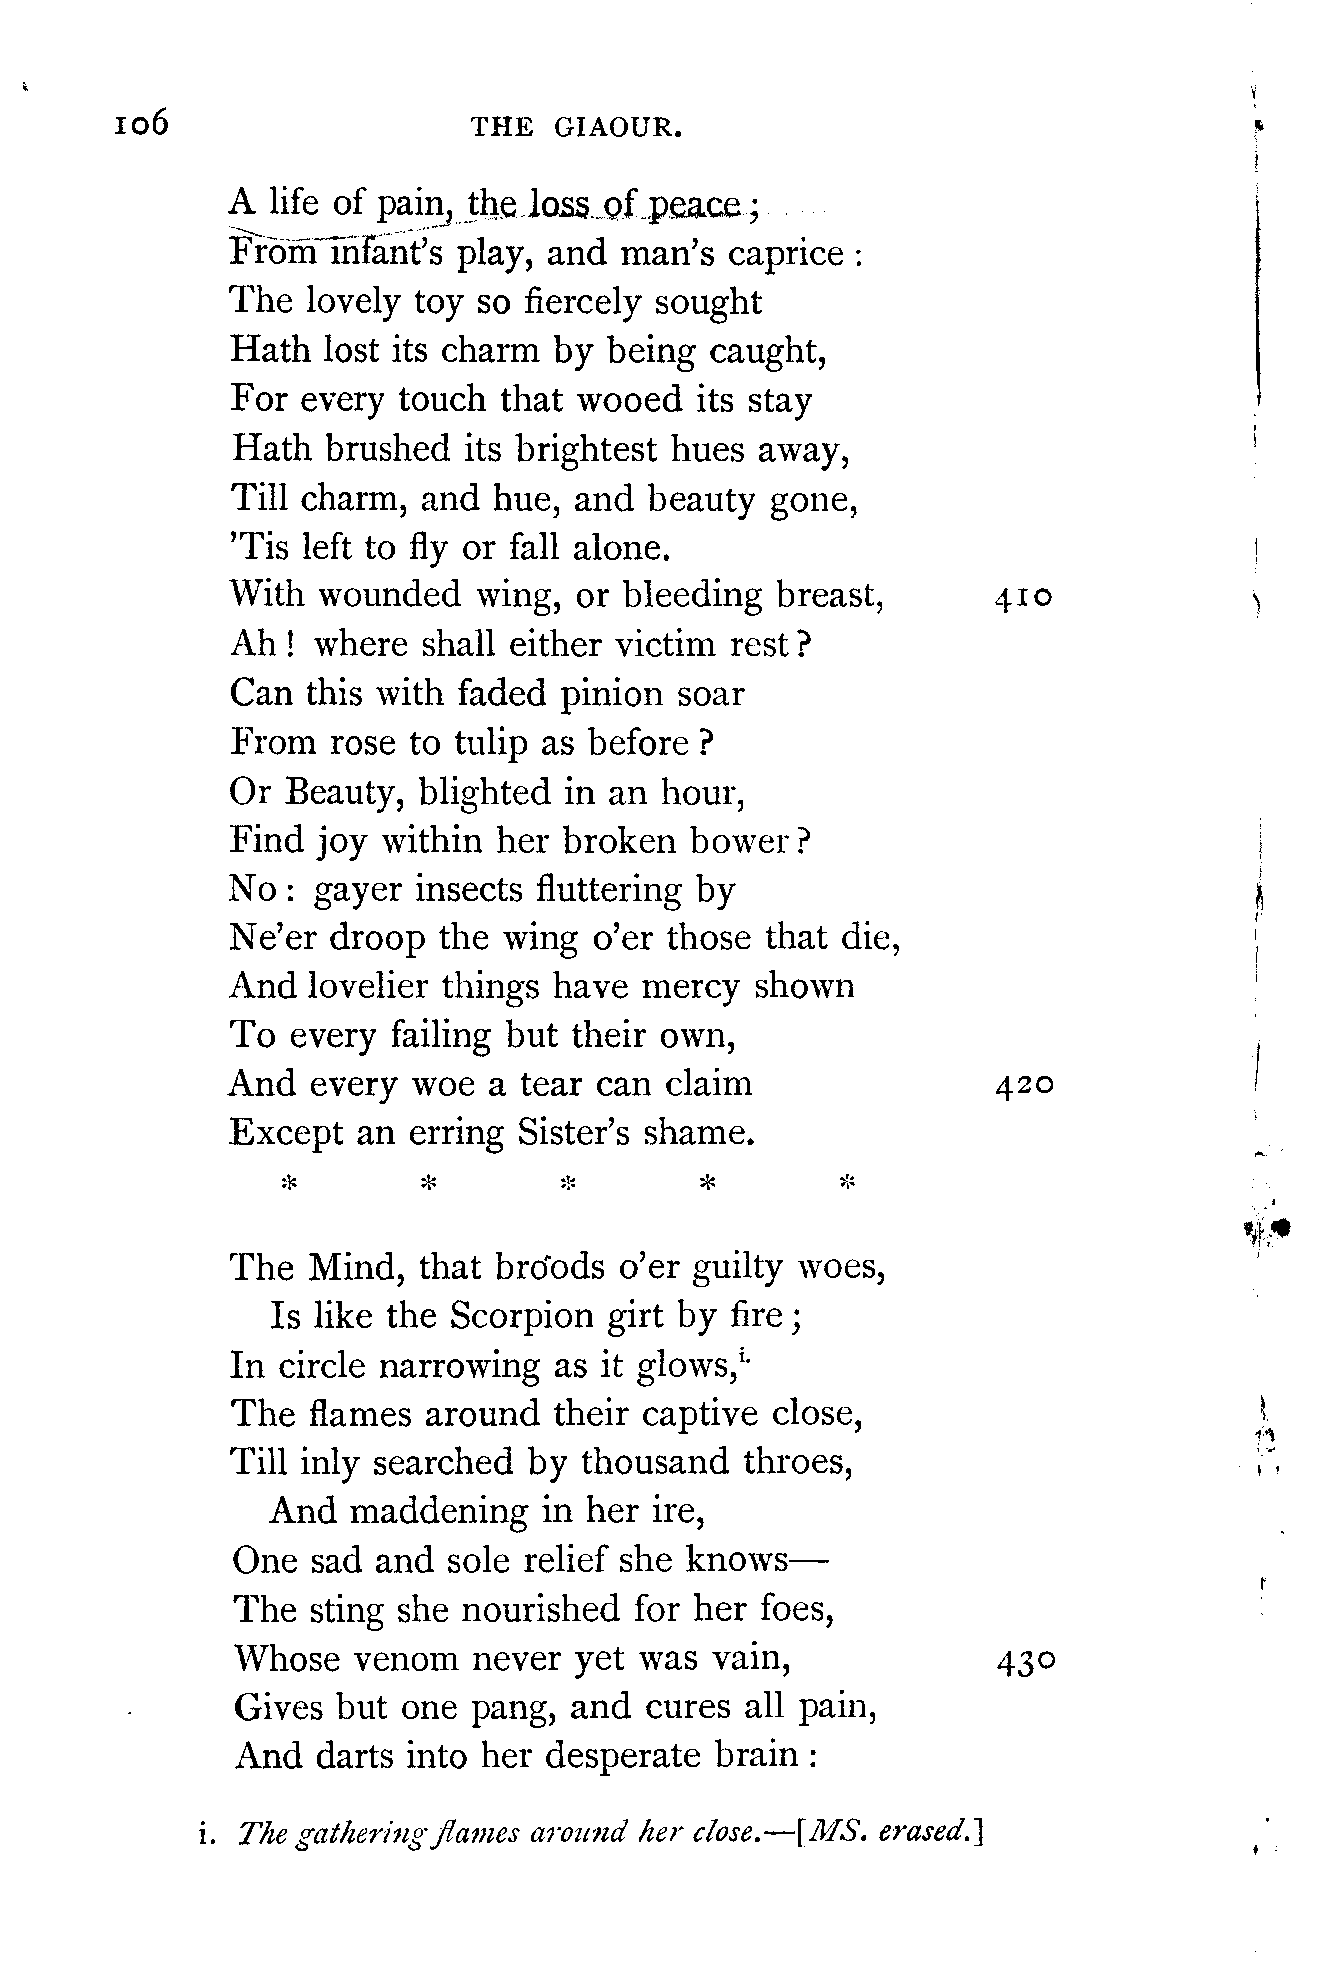 106 THE GIAOUR.
A life of pain, the loss of peace;
From infant's play, and man's caprice:
The lovely toy so fiercely sought
Hath lost its charm by being caught,
For every touch that wooed its stay
Hath brushed its brightest hues away,
Till charm, and hue, and beauty gone,
'Tis left to fly or fall alone.
With wounded wing, or bleeding breast, 410
Ah! where shall either victim rest?
Can this with faded pinion soar
From rose to tulip as before?
Or Beauty, blighted in an hour,
Find joy within her broken bower?
No: gayer insects fluttering by
Ne'er droop the wing o'er those that die,
And lovelier things have mercy shown
To every failing but their own,
And every woe a tear can claim 420
Except an erring Sister's shame.
* * * * *
The Mind, that broods o'er guilty woes,
Is like the Scorpion girt by fire;
In circle narrowing as it glows,i.
The flames around their captive close,
Till inly searched by thousand throes,
And maddening in her ire,
One sad and sole relief she knows—
The sting she nourished for her foes,
Whose venom never yet was vain, 430
Gives but one pang, and cures all pain,
And darts into her desperate brain:
i. The gathering flames around her close.—[MS. erased.]